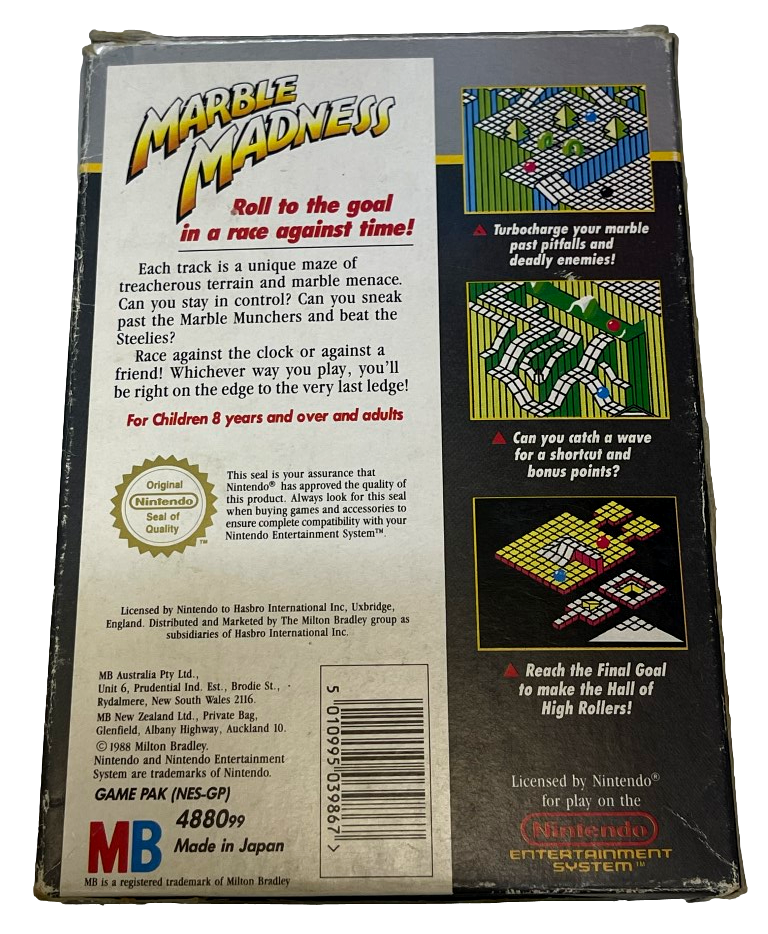 MARBLE
MADNESS
Roll to the goal
in a race against time!
Each track is a unique maze of
treacherous terrain and marble menace.
Can you stay in control? Can you sneak
past the Marble Munchers and beat the
Steelies?
Race against the clock or against a
friend! Whichever way you play, you'll
be right on the edge to the very last ledge!
For Children 8 years and over and adults
Original
Nintendo
Seal of
Quality
TM
This seal is your assurance that
Nintendo® has approved the quality of
this product. Always look for this seal
when buying games and accessories to
ensure complete compatibility with your
Nintendo Entertainment System™.
Licensed by Nintendo to Hasbro International Inc, Uxbridge,
England. Distributed and Marketed by The Milton Bradley group as
subsidiaries of Hasbro International Inc.
MB Australia Pty Ltd.,
Unit 6, Prudential Ind. Est., Brodie St.,
Rydalmere, New South Wales 2116.
MB New Zealand Ltd., Private Bag,
Glenfield, Albany Highway, Auckland 10.
© 1988 Milton Bradley.
Nintendo and Nintendo Entertainment
System are trademarks of Nintendo.
GAME PAK (NES-GP)
MB 488099
Made in Japan
MB is a registered trademark of Milton Bradley
5 010995 039867 >
Turbocharge your marble
past pitfalls and
deadly enemies!
Can you catch a wave
for a shortcut and
bonus points?
Reach the Final Goal
to make the Hall of
High Rollers!
Licensed by Nintendo®
for play on the
Nintendo
ENTERTAINMENT
SYSTEM™